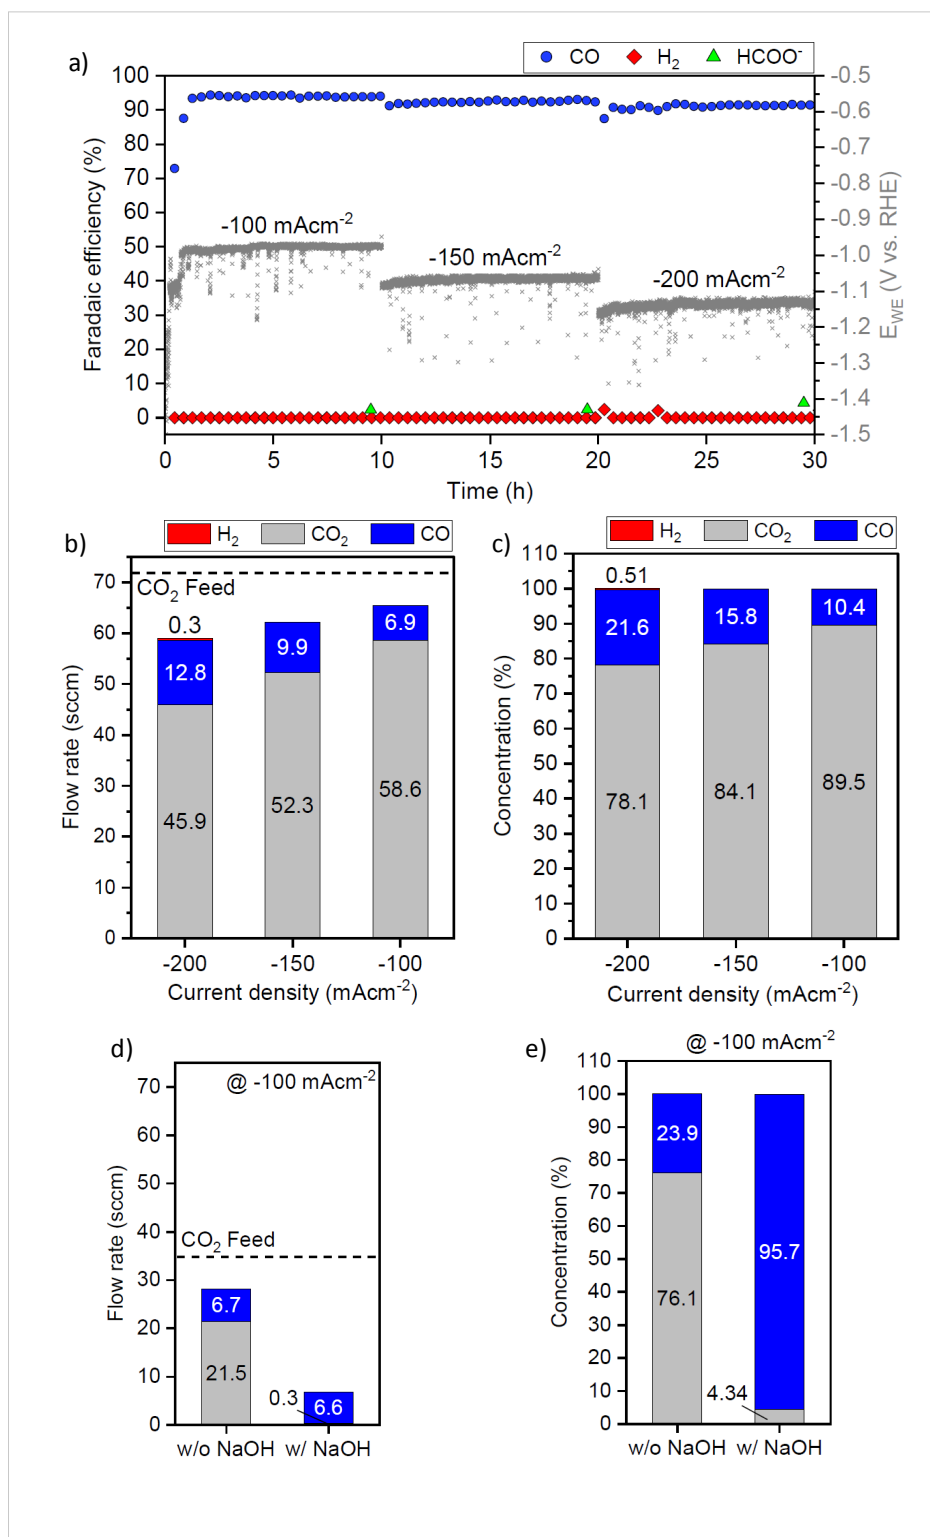 a)
CO H₂ HCOO⁻
100
90
80
70
60
50
40
30
20
10
0
Faradaic efficiency (%)
-100 mAcm⁻²
-150 mAcm⁻²
-200 mAcm⁻²
-0.5
-0.6
-0.7
-0.8
-0.9
-1.0
-1.1
-1.2
-1.3
-1.4
-1.5
E_WE (V vs. RHE)
0 5 10 15 20 25 30
Time (h)
b)
H₂ CO₂ CO
70
60
50
40
30
20
10
0
Flow rate (sccm)
CO₂ Feed
0.3
12.8
45.9
9.9
52.3
6.9
58.6
-200 -150 -100
Current density (mAcm⁻²)
c)
H₂ CO₂ CO
110
100
90
80
70
60
50
40
30
20
10
0
Concentration (%)
0.51
21.6
78.1
15.8
84.1
10.4
89.5
-200 -150 -100
Current density (mAcm⁻²)
d)
@ -100 mAcm⁻²
70
60
50
40
30
20
10
0
Flow rate (sccm)
CO₂ Feed
6.7
21.5
0.3
6.6
w/o NaOH w/ NaOH
e)
@ -100 mAcm⁻²
110
100
90
80
70
60
50
40
30
20
10
0
Concentration (%)
23.9
76.1
95.7
4.34
w/o NaOH w/ NaOH